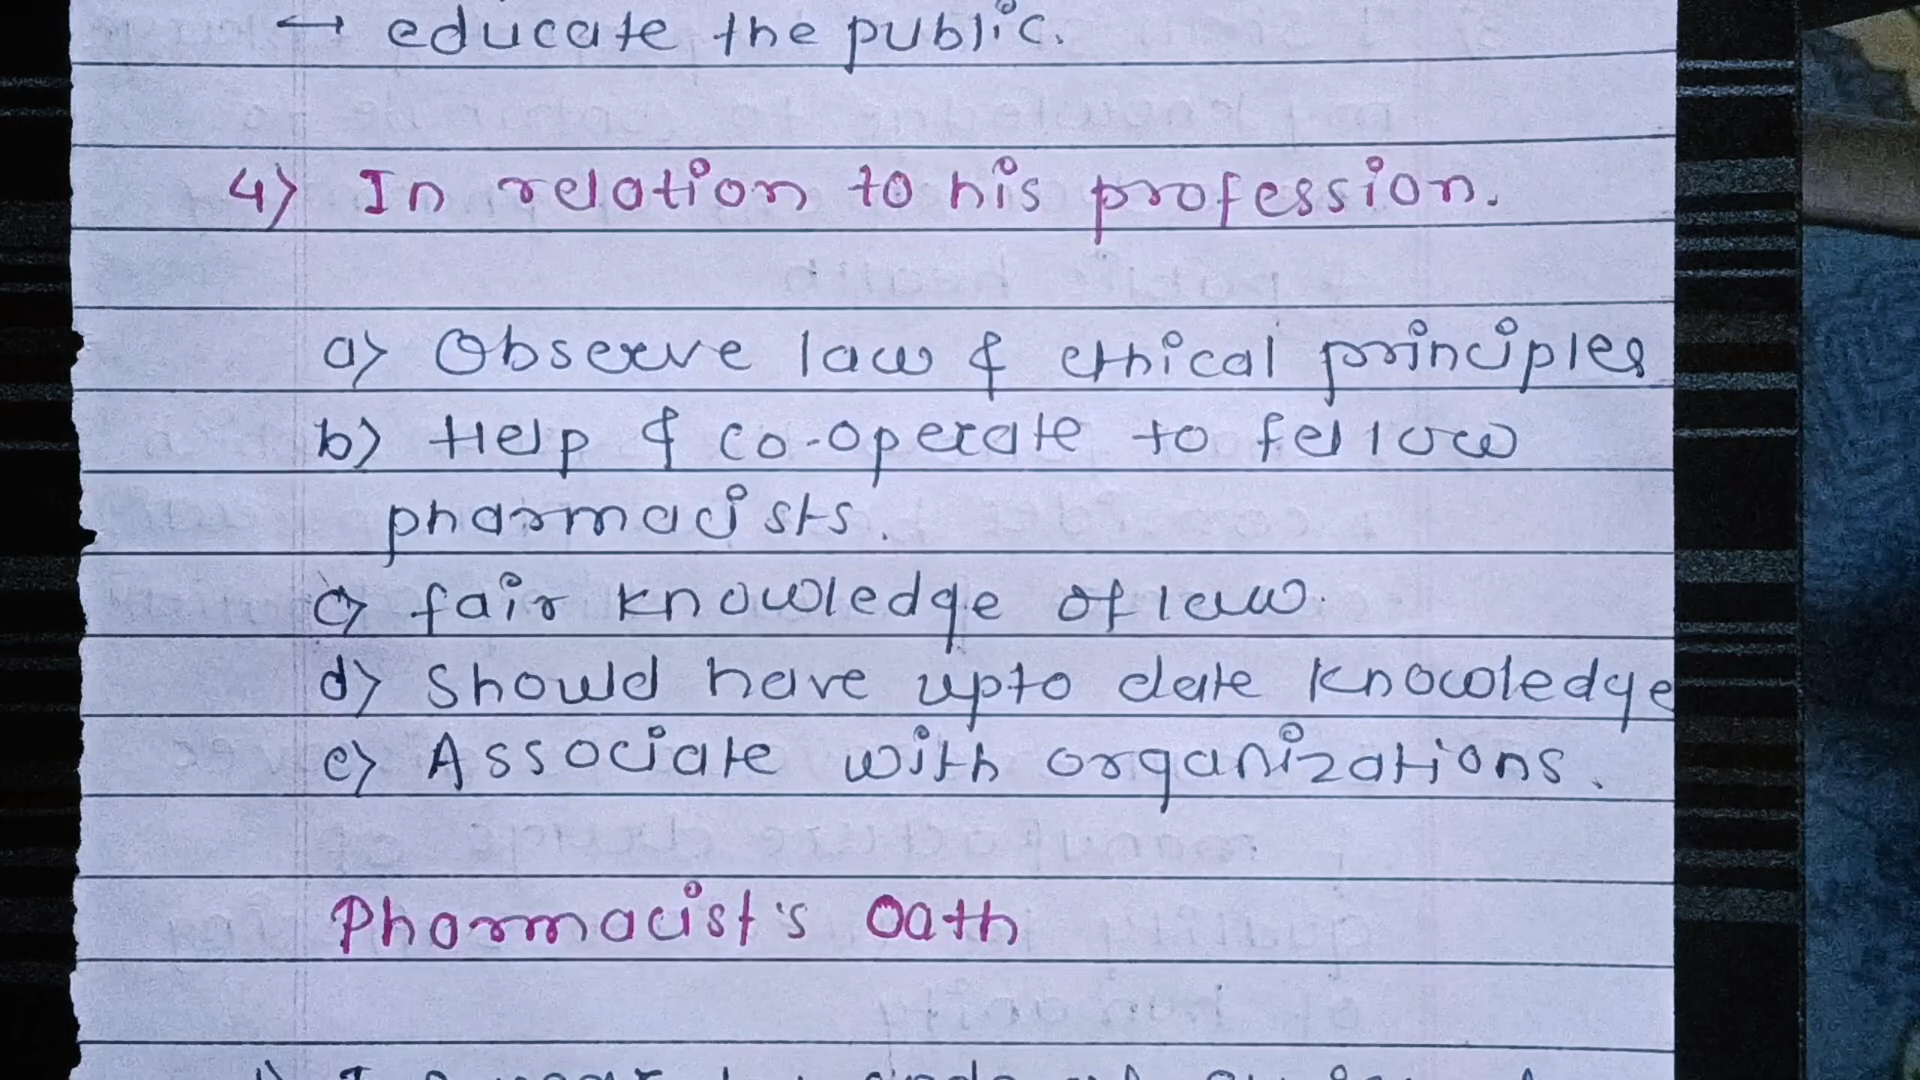 → educate the public.
4) In relation to his profession.
a) Observe law & ethical principles
b) Help & co-operate to fellow
pharmacists.
c) fair knowledge of law.
d) Should have upto date knowledge
e) Associate with organizations.
Pharmacist's Oath